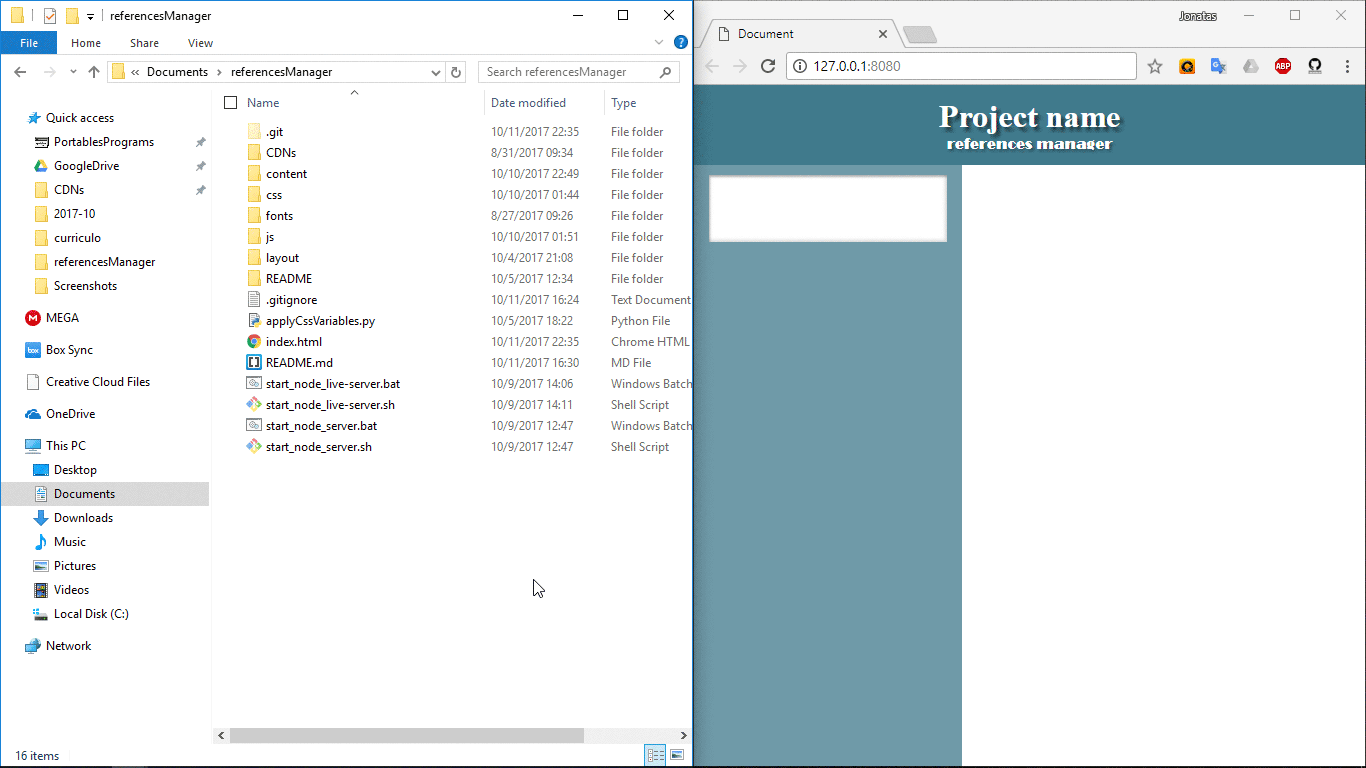 referencesManager
File Home Share View
« Documents › referencesManager
Search referencesManager
Name Date modified Type
Quick access
PortablesPrograms
GoogleDrive
CDNs
2017-10
curriculo
referencesManager
Screenshots
MEGA
Box Sync
Creative Cloud Files
OneDrive
This PC
Desktop
Documents
Downloads
Music
Pictures
Videos
Local Disk (C:)
Network
.git 10/11/2017 22:35 File folder
CDNs 8/31/2017 09:34 File folder
content 10/10/2017 22:49 File folder
css 10/10/2017 01:44 File folder
fonts 8/27/2017 09:26 File folder
js 10/10/2017 01:51 File folder
layout 10/4/2017 21:08 File folder
README 10/5/2017 12:34 File folder
.gitignore 10/11/2017 16:24 Text Document
applyCssVariables.py 10/5/2017 18:22 Python File
index.html 10/11/2017 22:35 Chrome HTML
README.md 10/11/2017 16:30 MD File
start_node_live-server.bat 10/9/2017 14:06 Windows Batch
start_node_live-server.sh 10/9/2017 14:11 Shell Script
start_node_server.bat 10/9/2017 12:47 Windows Batch
start_node_server.sh 10/9/2017 12:47 Shell Script
16 items
Jonatas
Document
127.0.0.1:8080
ABP
Project name
references manager